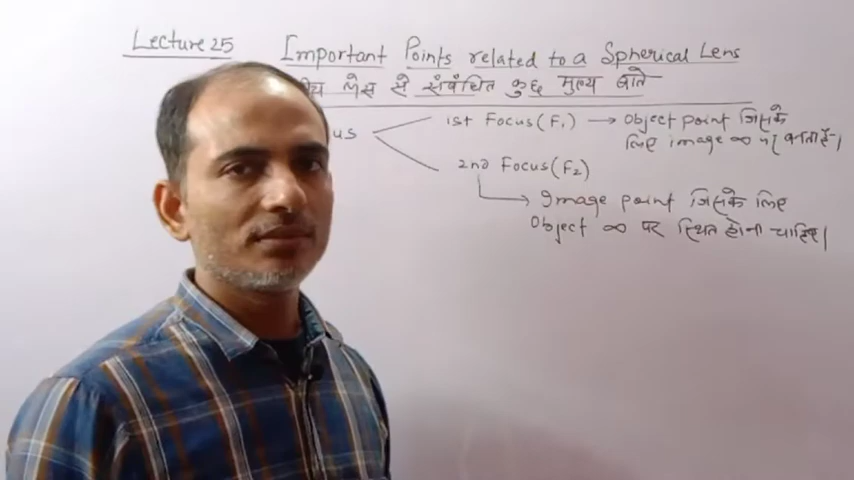 Lecture 25 Important Points related to a Spherical Lens
लेंस से संबंधित कुछ मुख्य बातें
us 1st Focus (F₁) → Object point जिसके
लिए image ∞ पर बनता है।
2nd Focus (F₂)
→ Image point जिसके लिए
Object ∞ पर स्थित होना चाहिए।